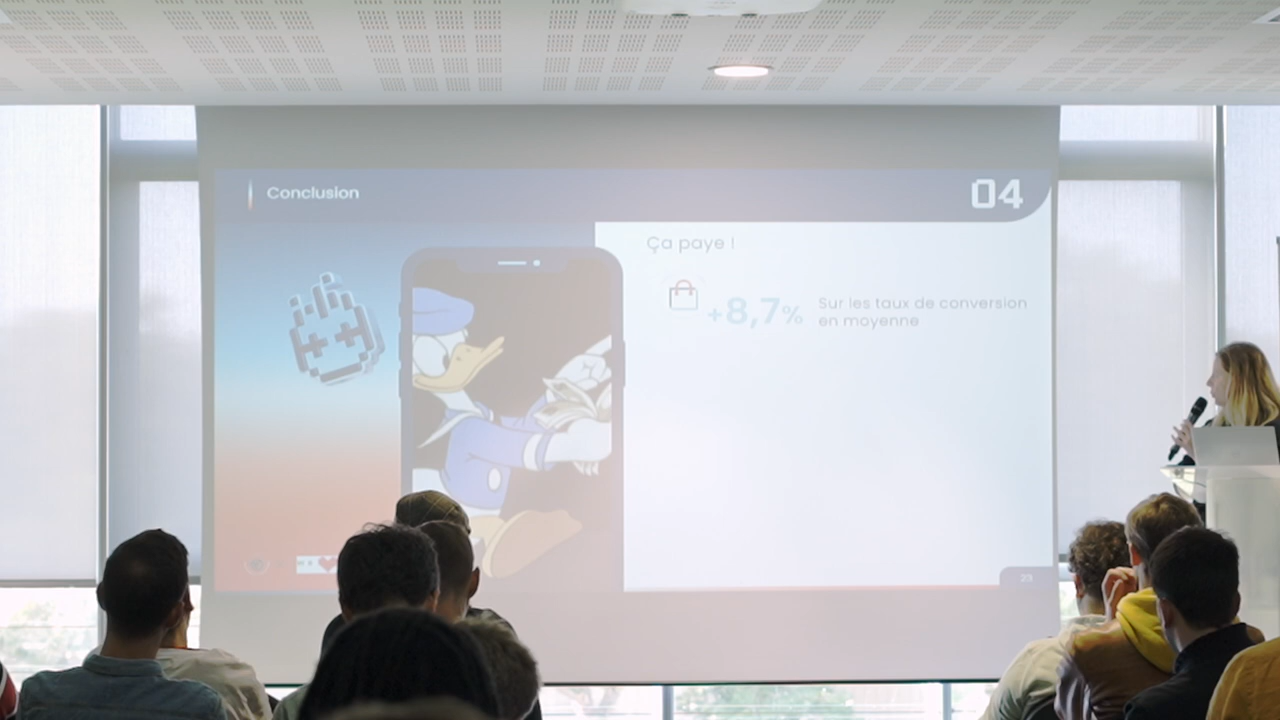 Conclusion
04
Ça paye !
+8,7%
Sur les taux de conversion
en moyenne
23